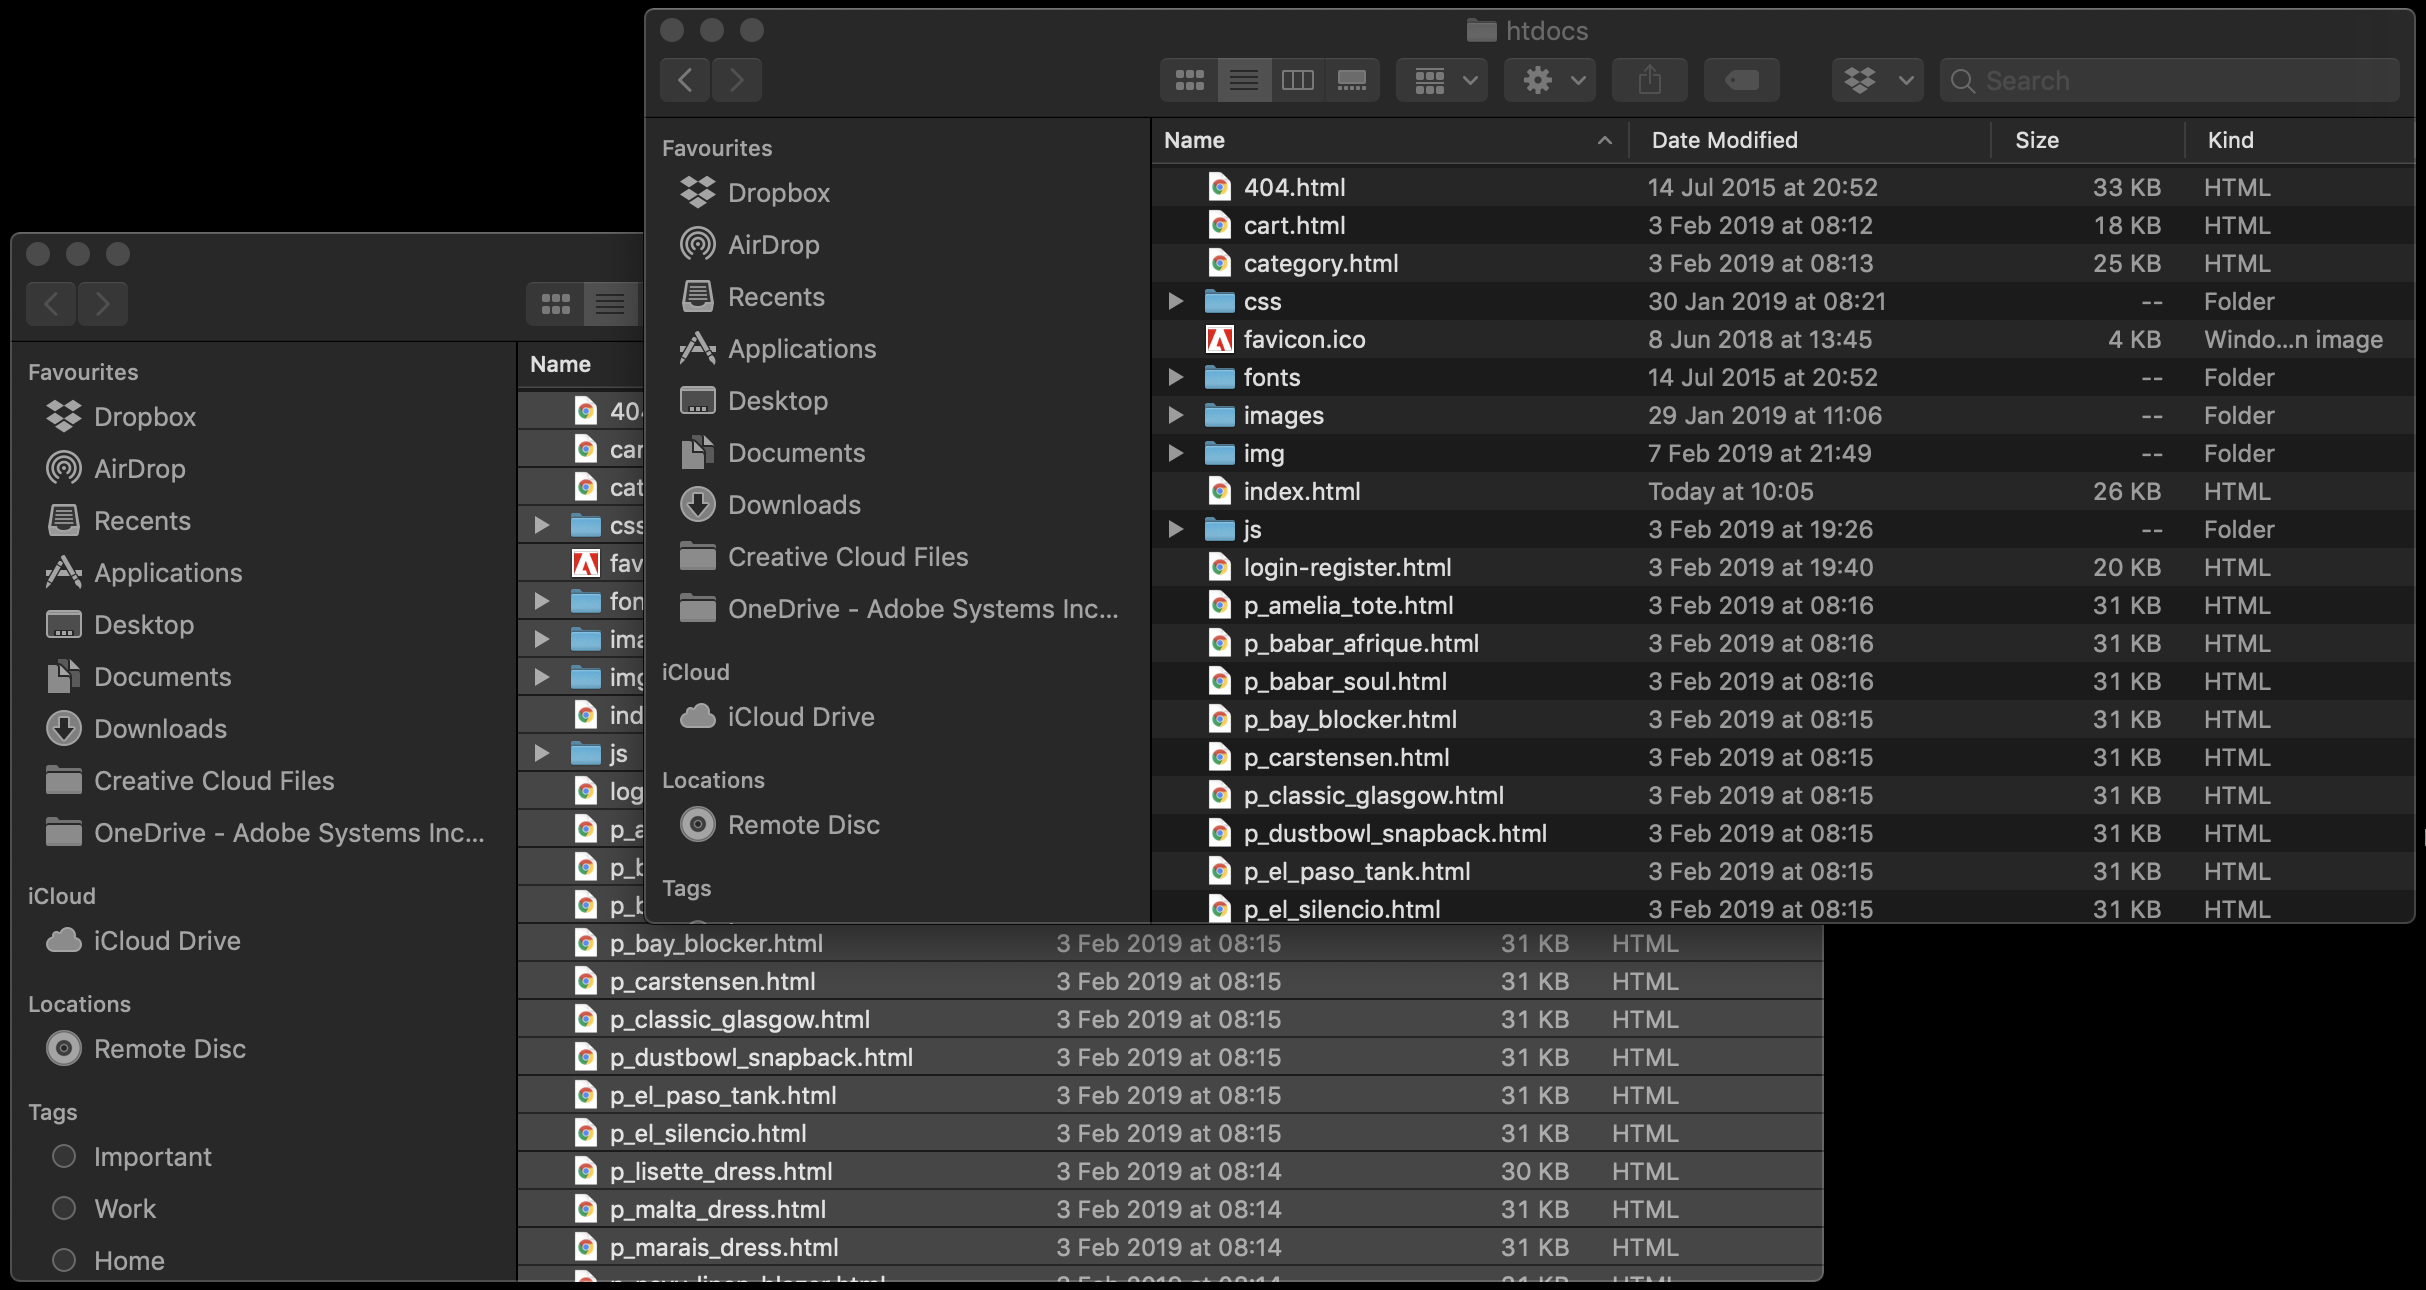 htdocs
Search
Favourites
Dropbox
AirDrop
Recents
Applications
Desktop
Documents
Downloads
Creative Cloud Files
OneDrive - Adobe Systems Inc...
iCloud
iCloud Drive
Locations
Remote Disc
Tags
Name Date Modified Size Kind
404.html 14 Jul 2015 at 20:52 33 KB HTML
cart.html 3 Feb 2019 at 08:12 18 KB HTML
category.html 3 Feb 2019 at 08:13 25 KB HTML
css 30 Jan 2019 at 08:21 -- Folder
favicon.ico 8 Jun 2018 at 13:45 4 KB Windo...n image
fonts 14 Jul 2015 at 20:52 -- Folder
images 29 Jan 2019 at 11:06 -- Folder
img 7 Feb 2019 at 21:49 -- Folder
index.html Today at 10:05 26 KB HTML
js 3 Feb 2019 at 19:26 -- Folder
login-register.html 3 Feb 2019 at 19:40 20 KB HTML
p_amelia_tote.html 3 Feb 2019 at 08:16 31 KB HTML
p_babar_afrique.html 3 Feb 2019 at 08:16 31 KB HTML
p_babar_soul.html 3 Feb 2019 at 08:16 31 KB HTML
p_bay_blocker.html 3 Feb 2019 at 08:15 31 KB HTML
p_carstensen.html 3 Feb 2019 at 08:15 31 KB HTML
p_classic_glasgow.html 3 Feb 2019 at 08:15 31 KB HTML
p_dustbowl_snapback.html 3 Feb 2019 at 08:15 31 KB HTML
p_el_paso_tank.html 3 Feb 2019 at 08:15 31 KB HTML
p_el_silencio.html 3 Feb 2019 at 08:15 31 KB HTML
Favourites
Dropbox
AirDrop
Recents
Applications
Desktop
Documents
Downloads
Creative Cloud Files
OneDrive - Adobe Systems Inc...
iCloud
iCloud Drive
Locations
Remote Disc
Tags
Important
Work
Home
Name
404
car
cat
css
fav
fon
ima
img
ind
js
log
p_a
p_b
p_b
p_bay_blocker.html 3 Feb 2019 at 08:15 31 KB HTML
p_carstensen.html 3 Feb 2019 at 08:15 31 KB HTML
p_classic_glasgow.html 3 Feb 2019 at 08:15 31 KB HTML
p_dustbowl_snapback.html 3 Feb 2019 at 08:15 31 KB HTML
p_el_paso_tank.html 3 Feb 2019 at 08:15 31 KB HTML
p_el_silencio.html 3 Feb 2019 at 08:15 31 KB HTML
p_lisette_dress.html 3 Feb 2019 at 08:14 30 KB HTML
p_malta_dress.html 3 Feb 2019 at 08:14 31 KB HTML
p_marais_dress.html 3 Feb 2019 at 08:14 31 KB HTML